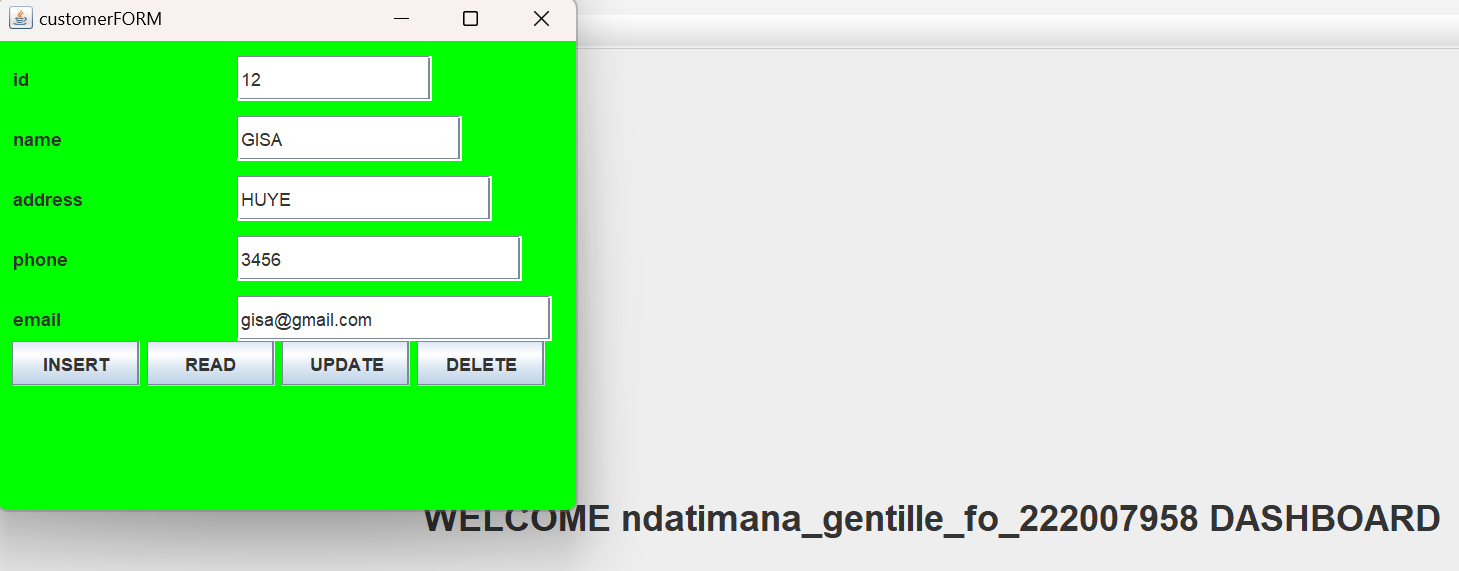 customerFORM
id 12
name GISA
address HUYE
phone 3456
email gisa@gmail.com
INSERT READ UPDATE DELETE
WELCOME ndatimana_gentille_fo_222007958 DASHBOARD